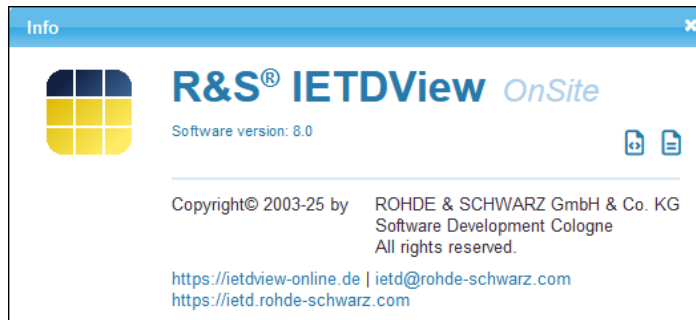 Info
R&S® IETDView OnSite
Software version: 8.0
Copyright© 2003-25 by ROHDE & SCHWARZ GmbH & Co. KG
Software Development Cologne
All rights reserved.
https://ietdview-online.de | ietd@rohde-schwarz.com
https://ietd.rohde-schwarz.com